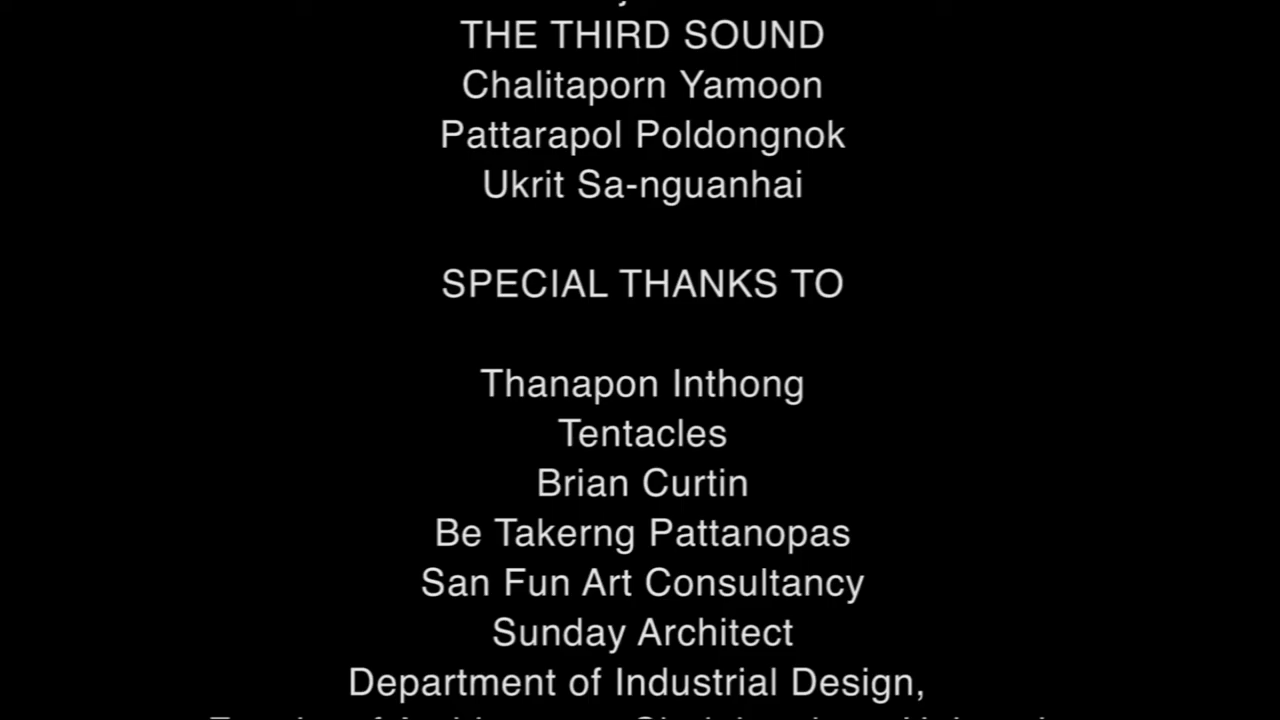 THE THIRD SOUND
Chalitaporn Yamoon
Pattarapol Poldongnok
Ukrit Sa-nguanhai
SPECIAL THANKS TO
Thanapon Inthong
Tentacles
Brian Curtin
Be Takerng Pattanopas
San Fun Art Consultancy
Sunday Architect
Department of Industrial Design,